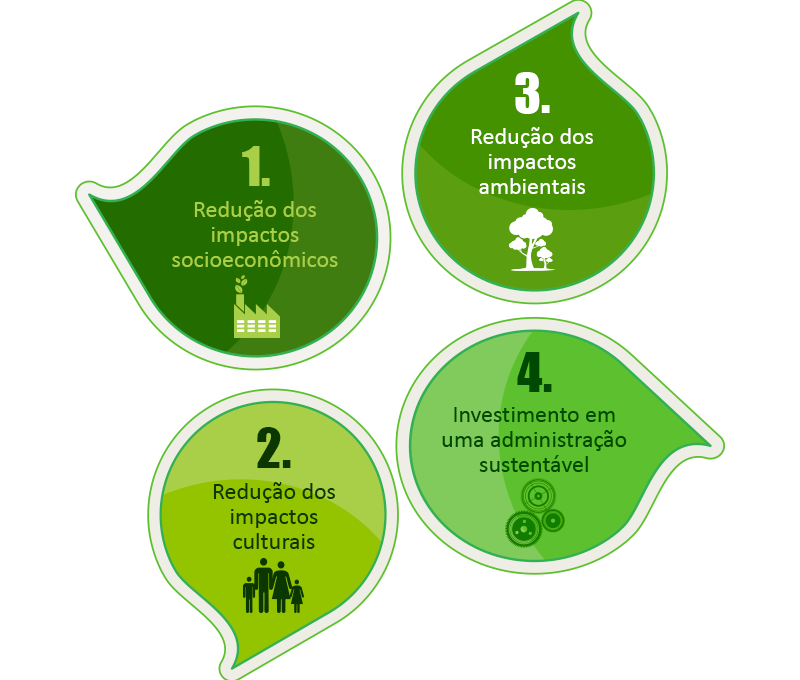 1.
Redução dos
impactos
socioeconômicos
2.
Redução dos
impactos
culturais
3.
Redução dos
impactos
ambientais
4.
Investimento em
uma administração
sustentável